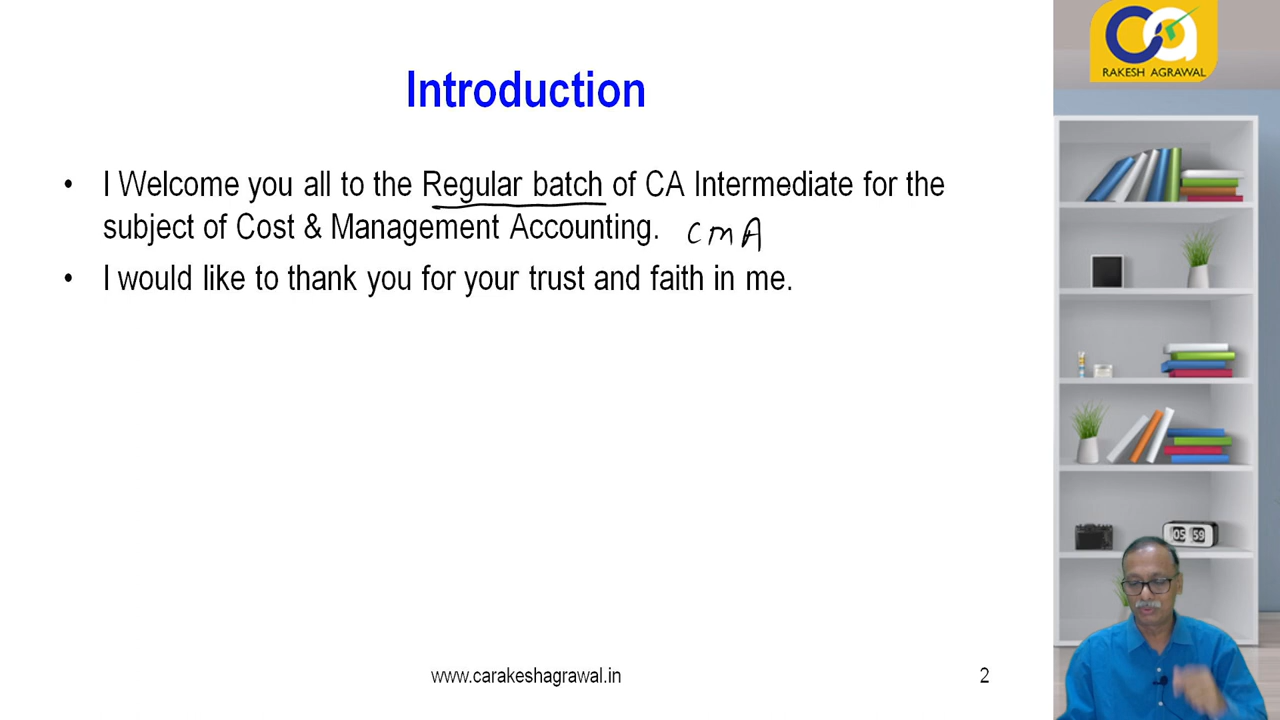 Introduction
• I Welcome you all to the Regular batch of CA Intermediate for the
subject of Cost & Management Accounting. CMA
• I would like to thank you for your trust and faith in me.
www.carakeshagrawal.in
2
ca
RAKESH AGRAWAL
05 59